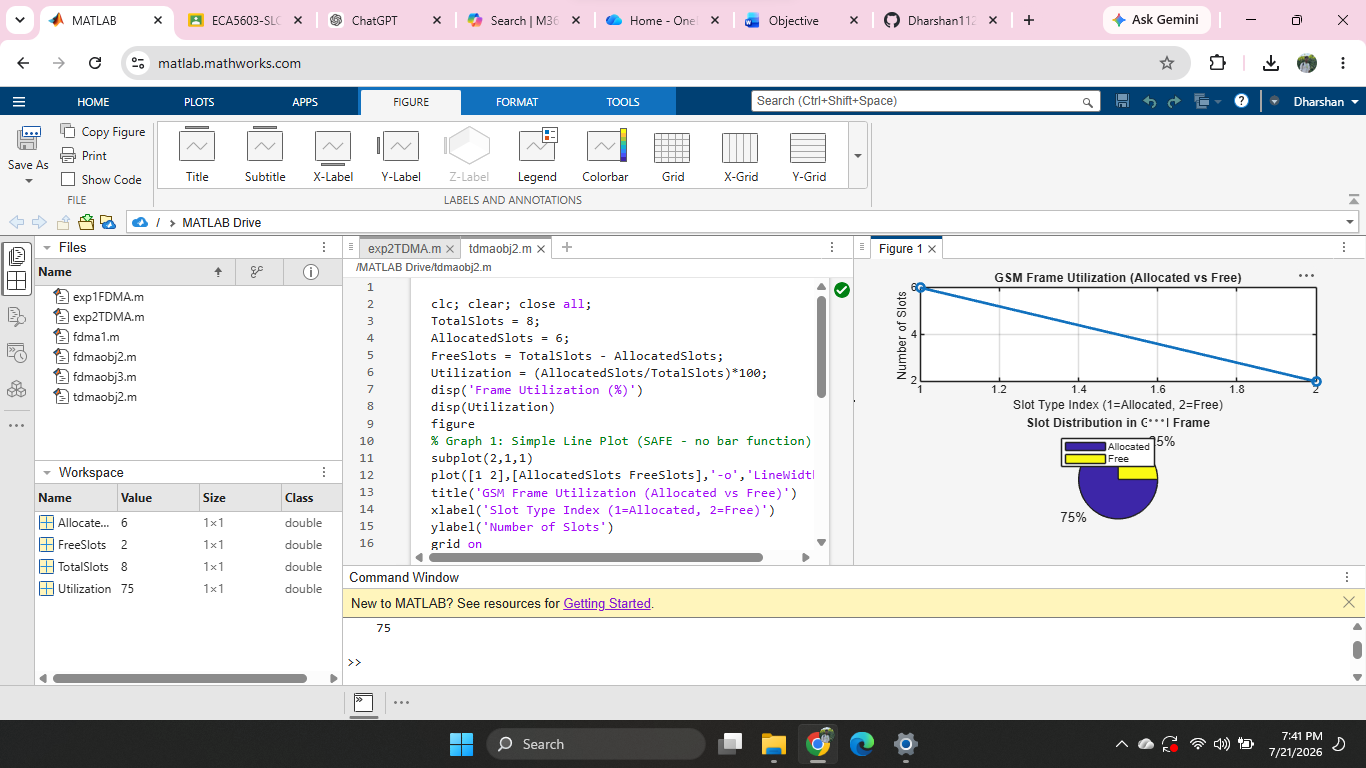 MATLAB
ECA5603-SLC
ChatGPT
Search | M36
Home - One
Objective
Dharshan112
Ask Gemini
matlab.mathworks.com
HOME
PLOTS
APPS
FIGURE
FORMAT
TOOLS
Search (Ctrl+Shift+Space)
Dharshan
Save As
Copy Figure
Print
Show Code
FILE
Title
Subtitle
X-Label
Y-Label
Z-Label
Legend
Colorbar
Grid
X-Grid
Y-Grid
LABELS AND ANNOTATIONS
/ MATLAB Drive
Files
Name
exp1FDMA.m
exp2TDMA.m
fdma1.m
fdmaobj2.m
fdmaobj3.m
tdmaobj2.m
Workspace
Name Value Size Class
Allocate... 6 1×1 double
FreeSlots 2 1×1 double
TotalSlots 8 1×1 double
Utilization 75 1×1 double
exp2TDMA.m
tdmaobj2.m
/MATLAB Drive/tdmaobj2.m
1
2 clc; clear; close all;
3 TotalSlots = 8;
4 AllocatedSlots = 6;
5 FreeSlots = TotalSlots - AllocatedSlots;
6 Utilization = (AllocatedSlots/TotalSlots)*100;
7 disp('Frame Utilization (%)')
8 disp(Utilization)
9 figure
10 % Graph 1: Simple Line Plot (SAFE - no bar function)
11 subplot(2,1,1)
12 plot([1 2],[AllocatedSlots FreeSlots],'-o','LineWidth
13 title('GSM Frame Utilization (Allocated vs Free)')
14 xlabel('Slot Type Index (1=Allocated, 2=Free)')
15 ylabel('Number of Slots')
16 grid on
Figure 1
GSM Frame Utilization (Allocated vs Free)
Number of Slots
6
4
2
1 1.2 1.4 1.6 1.8 2
Slot Type Index (1=Allocated, 2=Free)
Slot Distribution in G I Frame
5%
Allocated
Free
75%
Command Window
New to MATLAB? See resources for Getting Started.
75
>>
Search
7:41 PM
7/21/2026